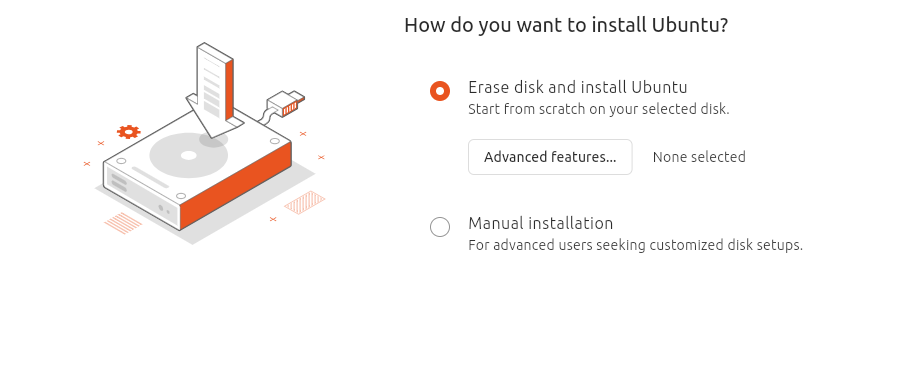 How do you want to install Ubuntu?
Erase disk and install Ubuntu
Start from scratch on your selected disk.
Advanced features... None selected
Manual installation
For advanced users seeking customized disk setups.